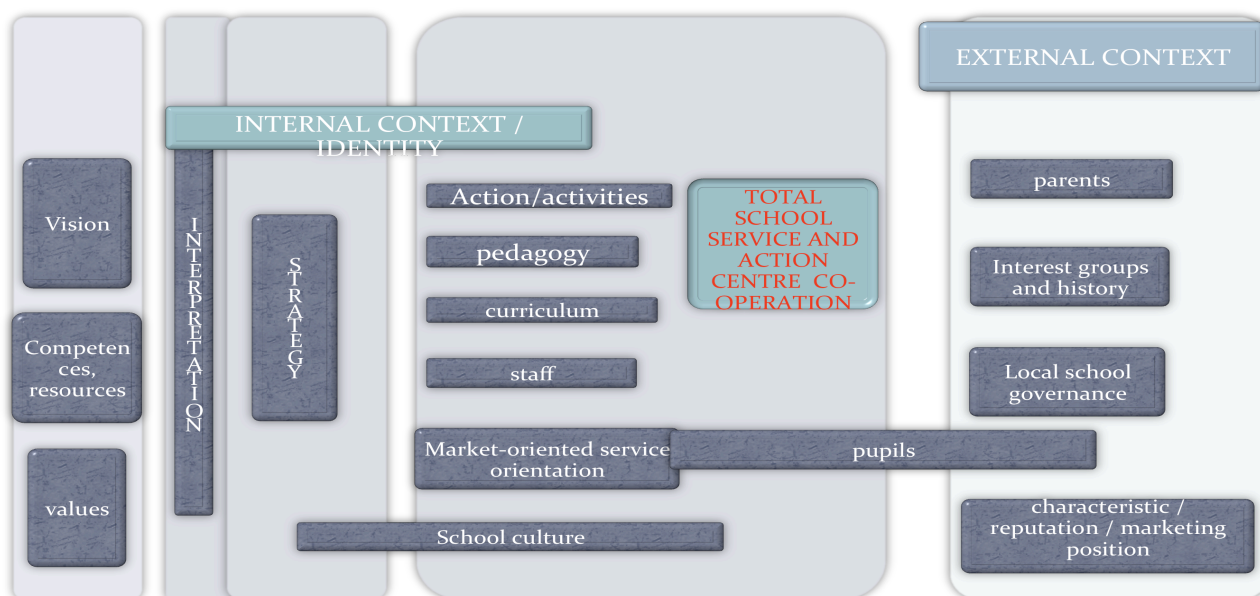 EXTERNAL CONTEXT
INTERNAL CONTEXT /
IDENTITY
Vision
Competen
ces,
resources
values
INTERPRETATION
STRATEGY
Action/activities
pedagogy
curriculum
staff
Market-oriented service
orientation
School culture
TOTAL
SCHOOL
SERVICE AND
ACTION
CENTRE CO-
OPERATION
pupils
parents
Interest groups
and history
Local school
governance
characteristic /
reputation / marketing
position